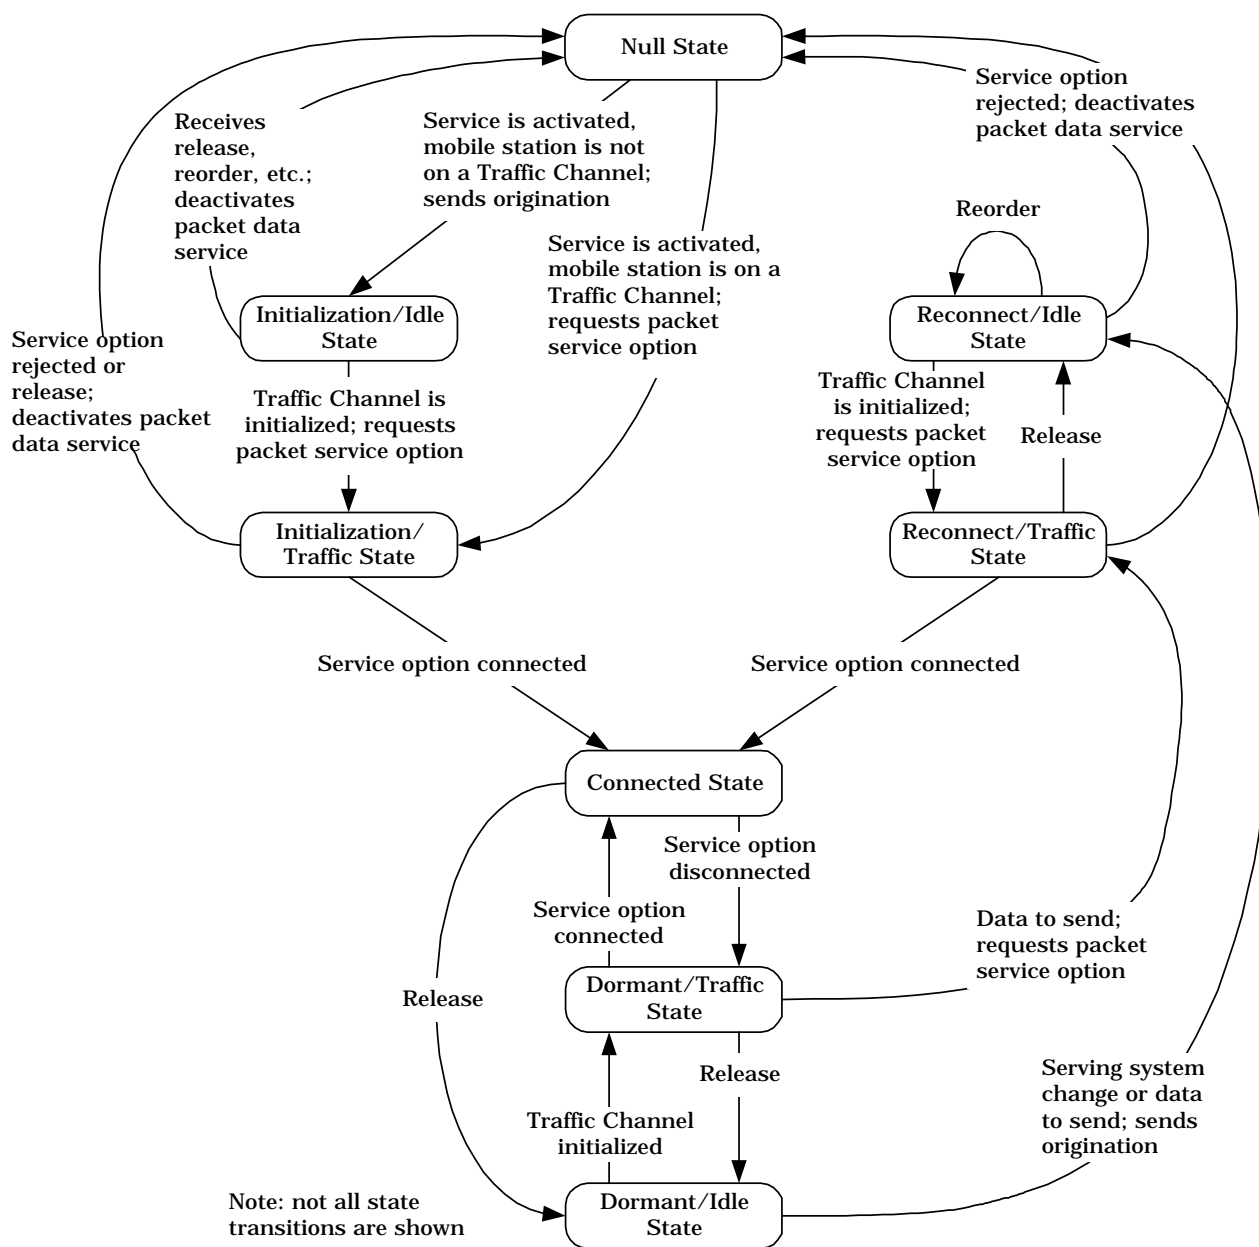 Null State
Service option
rejected; deactivates
packet data service
Receives
release,
reorder, etc.;
deactivates
packet data
service
Service is activated,
mobile station is not
on a Traffic Channel;
sends origination
Reorder
Service is activated,
mobile station is on a
Traffic Channel;
requests packet
service option
Initialization/Idle
State
Reconnect/Idle
State
Service option
rejected or
release;
deactivates packet
data service
Traffic Channel is
initialized; requests
packet service option
Traffic Channel
is initialized;
requests packet
service option
Release
Initialization/
Traffic State
Reconnect/Traffic
State
Service option connected
Service option connected
Connected State
Service option
disconnected
Service option
connected
Data to send;
requests packet
service option
Dormant/Traffic
State
Release
Release
Serving system
change or data
to send; sends
origination
Traffic Channel
initialized
Dormant/Idle
State
Note: not all state
transitions are shown